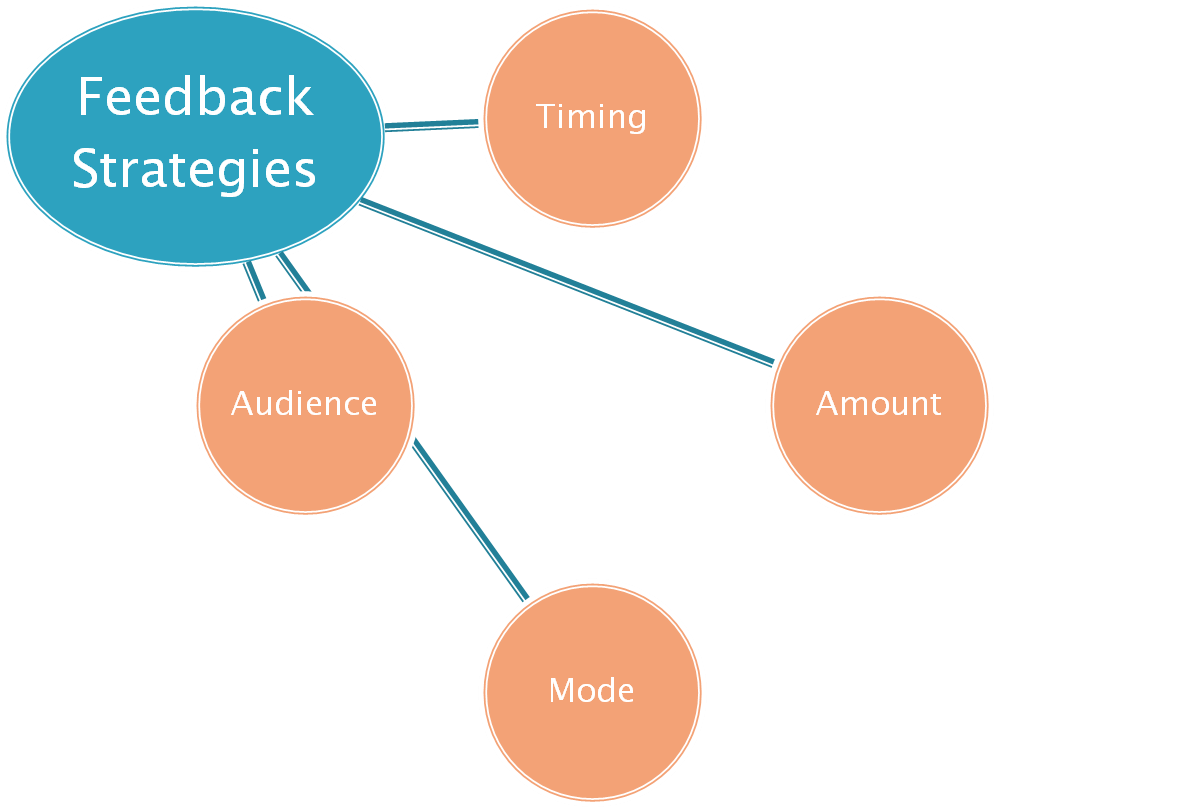 Feedback
Strategies
Timing
Audience
Amount
Mode